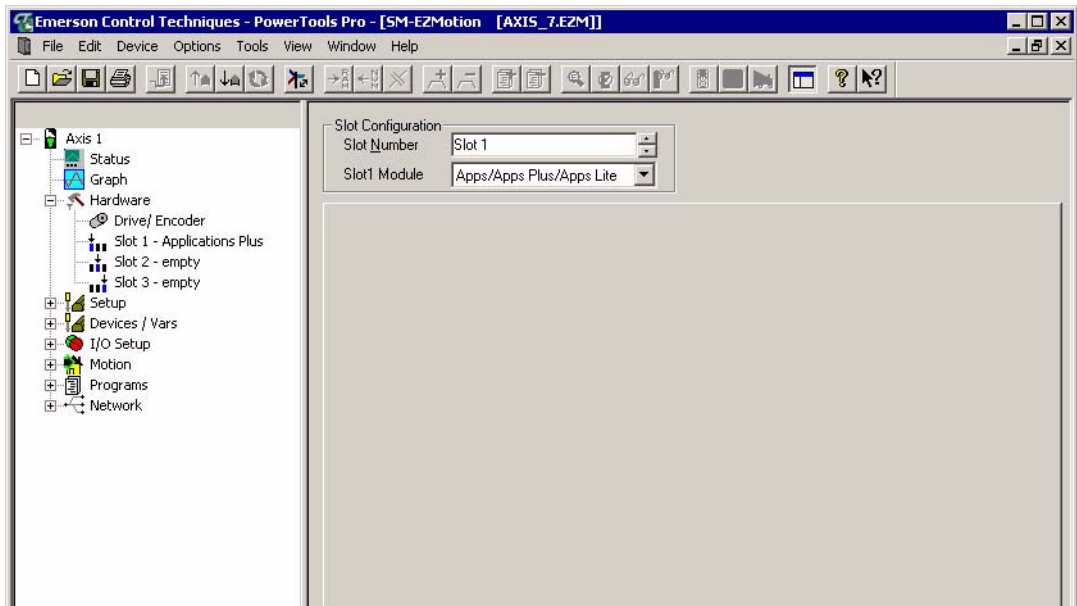 Emerson Control Techniques - PowerTools Pro - [SM-EZMotion [AXIS_7.EZM]]
File Edit Device Options Tools View Window Help
Slot Configuration
Slot Number Slot 1
Slot1 Module Apps/Apps Plus/Apps Lite
Axis 1
Status
Graph
Hardware
Drive/ Encoder
Slot 1 - Applications Plus
Slot 2 - empty
Slot 3 - empty
Setup
Devices / Vars
I/O Setup
Motion
Programs
Network